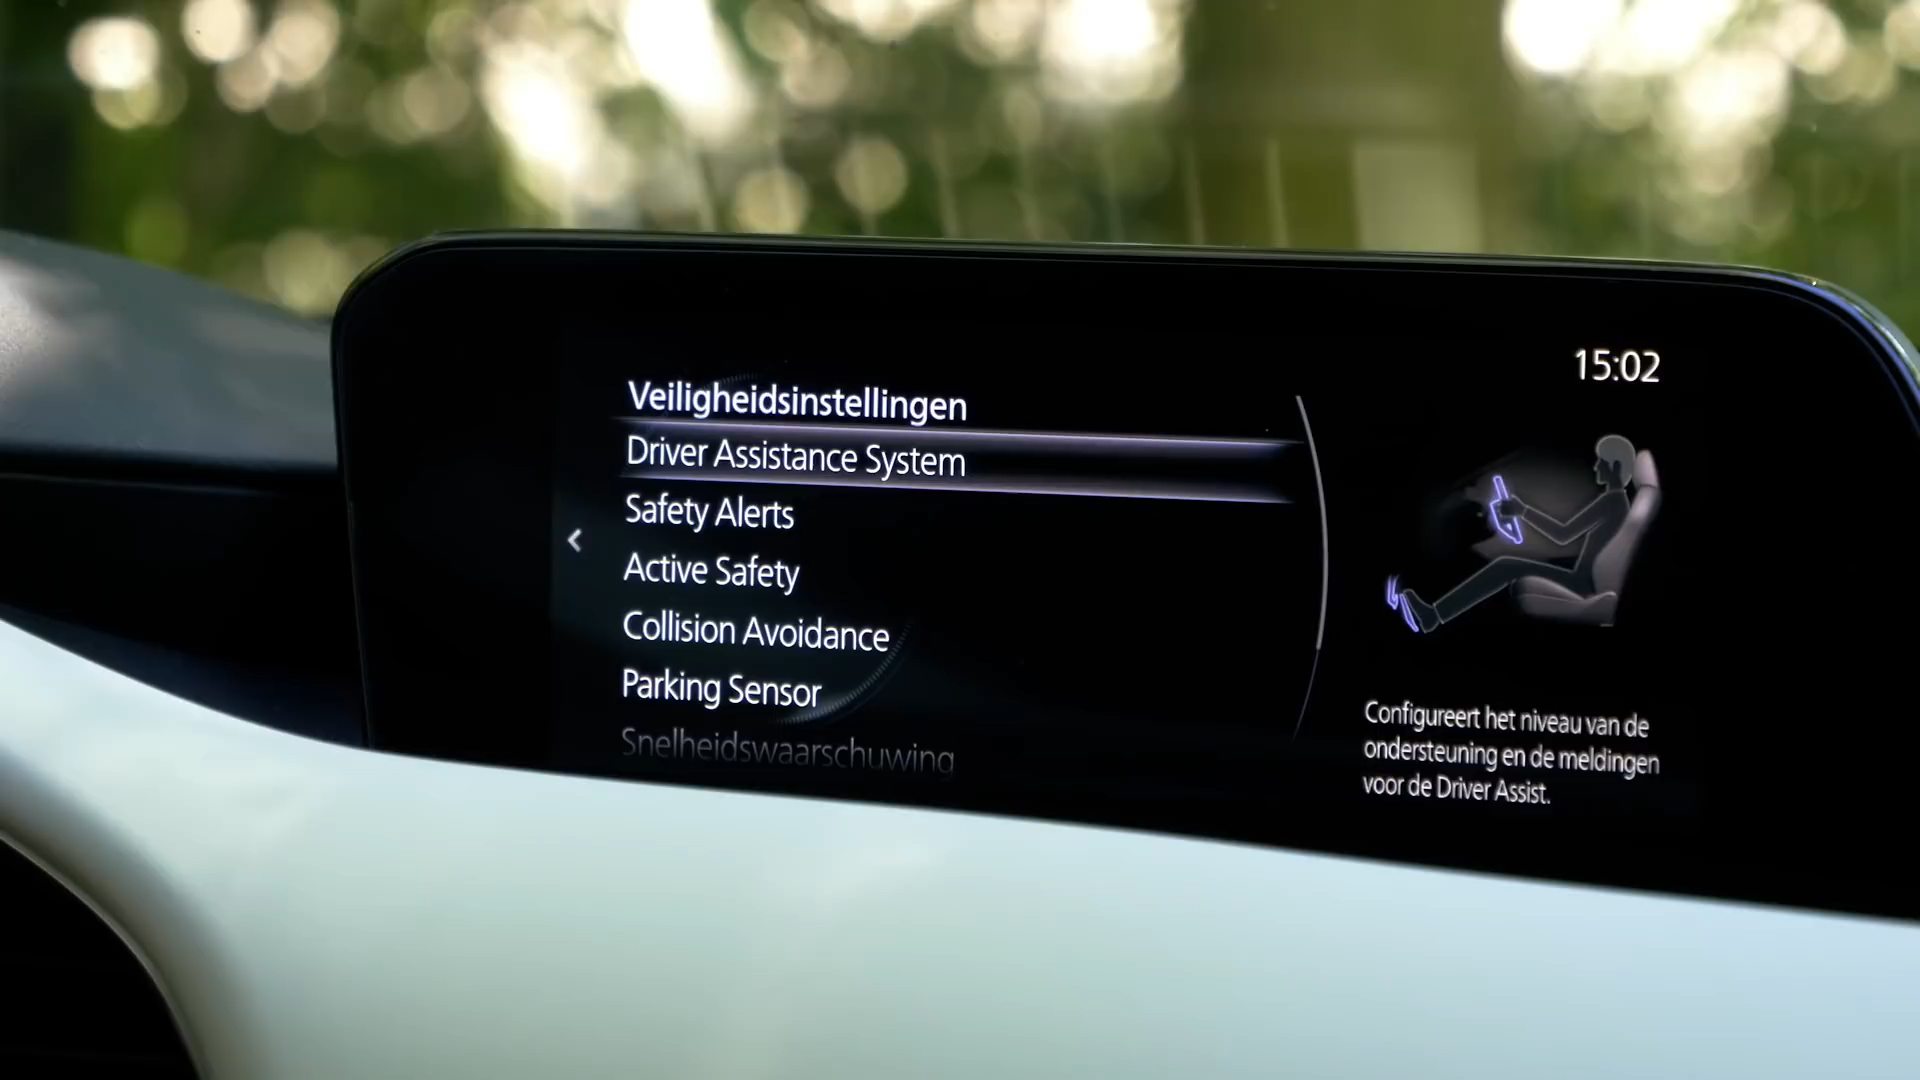 15:02
Veiligheidsinstellingen
Driver Assistance System
Safety Alerts
Active Safety
Collision Avoidance
Parking Sensor
Snelheidswaarschuwing
Configureert het niveau van de
ondersteuning en de meldingen
voor de Driver Assist.